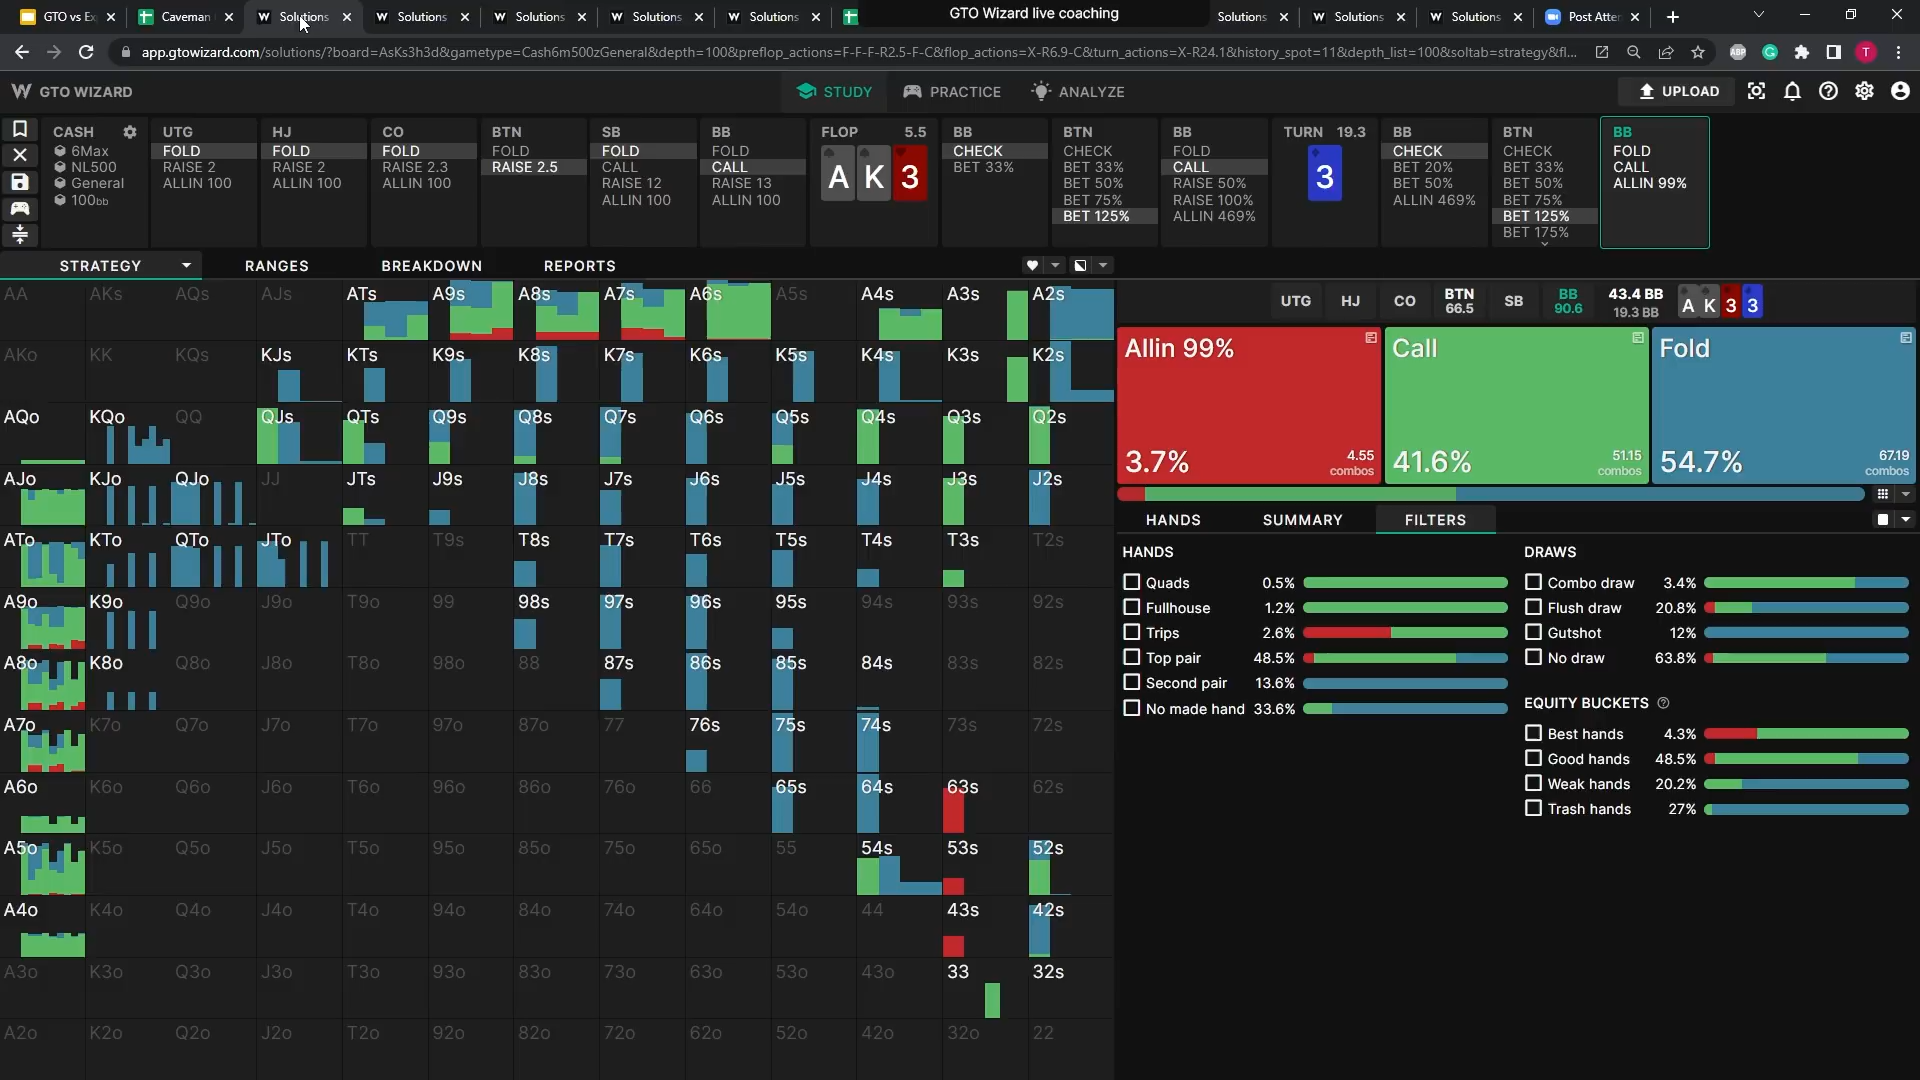 GTO vs Ex
Caveman
Solutions
Solutions
Solutions
Solutions
Solutions
GTO Wizard live coaching
Solutions
Solutions
Solutions
Post Atter
app.gtowizard.com/solutions/?board=AsKs3h3d&gametype=Cash6m500zGeneral&depth=100&preflop_actions=F-F-F-R2.5-F-C&flop_actions=X-R6.9-C&turn_actions=X-R24.1&history_spot=11&depth_list=100&soltab=strategy&fl...
GTO WIZARD
STUDY
PRACTICE
ANALYZE
UPLOAD
CASH
6Max
NL500
General
100bb
UTG
FOLD
RAISE 2
ALLIN 100
HJ
FOLD
RAISE 2
ALLIN 100
CO
FOLD
RAISE 2.3
ALLIN 100
BTN
FOLD
RAISE 2.5
SB
FOLD
CALL
RAISE 12
ALLIN 100
BB
FOLD
CALL
RAISE 13
ALLIN 100
FLOP 5.5
A K 3
BB
CHECK
BET 33%
BTN
CHECK
BET 33%
BET 50%
BET 75%
BET 125%
BB
FOLD
CALL
RAISE 50%
RAISE 100%
ALLIN 469%
TURN 19.3
3
BB
CHECK
BET 20%
BET 50%
ALLIN 469%
BTN
CHECK
BET 33%
BET 50%
BET 75%
BET 125%
BET 175%
BB
FOLD
CALL
ALLIN 99%
STRATEGY
RANGES
BREAKDOWN
REPORTS
AA AKs AQs AJs ATs A9s A8s A7s A6s A5s A4s A3s A2s
AKo KK KQs KJs KTs K9s K8s K7s K6s K5s K4s K3s K2s
AQo KQo QQ QJs QTs Q9s Q8s Q7s Q6s Q5s Q4s Q3s Q2s
AJo KJo QJo JJ JTs J9s J8s J7s J6s J5s J4s J3s J2s
ATo KTo QTo JTo TT T9s T8s T7s T6s T5s T4s T3s T2s
A9o K9o Q9o J9o T9o 99 98s 97s 96s 95s 94s 93s 92s
A8o K8o Q8o J8o T8o 98o 88 87s 86s 85s 84s 83s 82s
A7o K7o Q7o J7o T7o 97o 87o 77 76s 75s 74s 73s 72s
A6o K6o Q6o J6o T6o 96o 86o 76o 66 65s 64s 63s 62s
A5o K5o Q5o J5o T5o 95o 85o 75o 65o 55 54s 53s 52s
A4o K4o Q4o J4o T4o 94o 84o 74o 64o 54o 44 43s 42s
A3o K3o Q3o J3o T3o 93o 83o 73o 63o 53o 43o 33 32s
A2o K2o Q2o J2o T2o 92o 82o 72o 62o 52o 42o 32o 22
UTG
HJ
CO
BTN
66.5
SB
BB
90.6
43.4 BB
19.3 BB
A K 3 3
Allin 99%
3.7%
4.55
combos
Call
41.6%
51.15
combos
Fold
54.7%
67.19
combos
HANDS
SUMMARY
FILTERS
HANDS
Quads 0.5%
Fullhouse 1.2%
Trips 2.6%
Top pair 48.5%
Second pair 13.6%
No made hand 33.6%
DRAWS
Combo draw 3.4%
Flush draw 20.8%
Gutshot 12%
No draw 63.8%
EQUITY BUCKETS
Best hands 4.3%
Good hands 48.5%
Weak hands 20.2%
Trash hands 27%